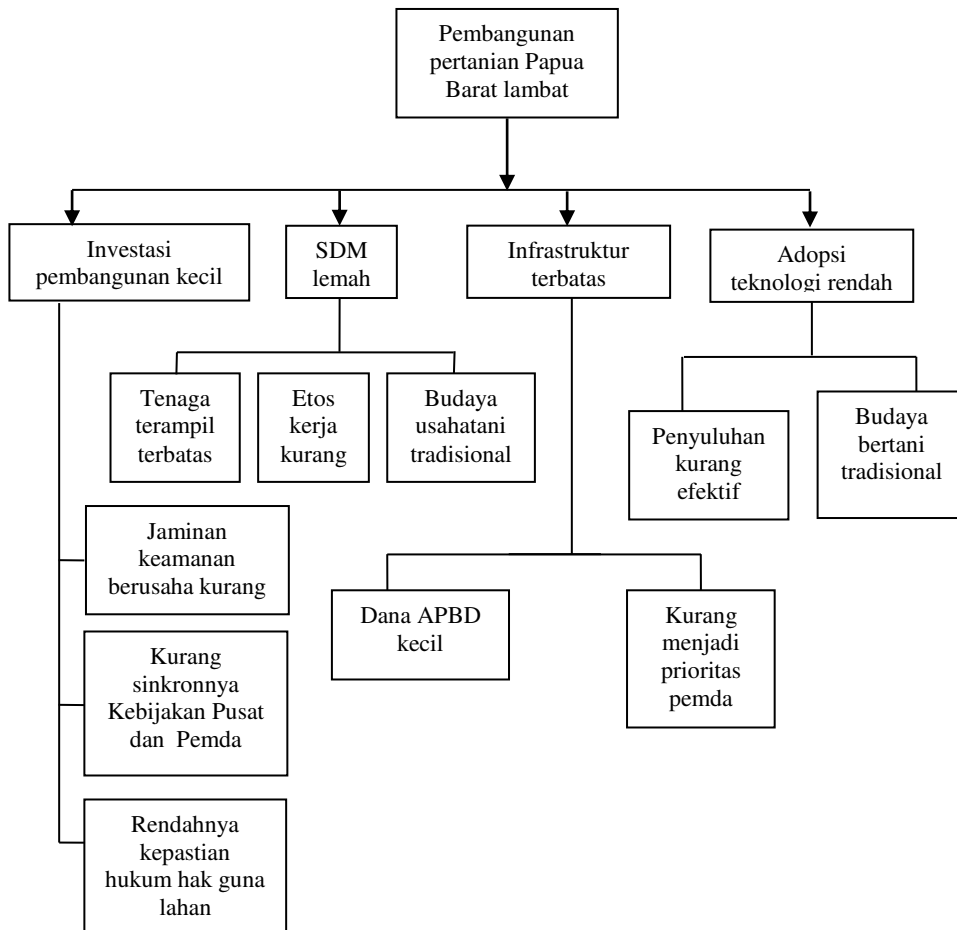 Pembangunan
pertanian Papua
Barat lambat
Investasi
pembangunan kecil
SDM
lemah
Infrastruktur
terbatas
Adopsi
teknologi rendah
Tenaga
terampil
terbatas
Etos
kerja
kurang
Budaya
usahatani
tradisional
Penyuluhan
kurang
efektif
Budaya
bertani
tradisional
Jaminan
keamanan
berusaha kurang
Dana APBD
kecil
Kurang
menjadi
prioritas
pemda
Kurang
sinkronnya
Kebijakan Pusat
dan Pemda
Rendahnya
kepastian
hukum hak guna
lahan